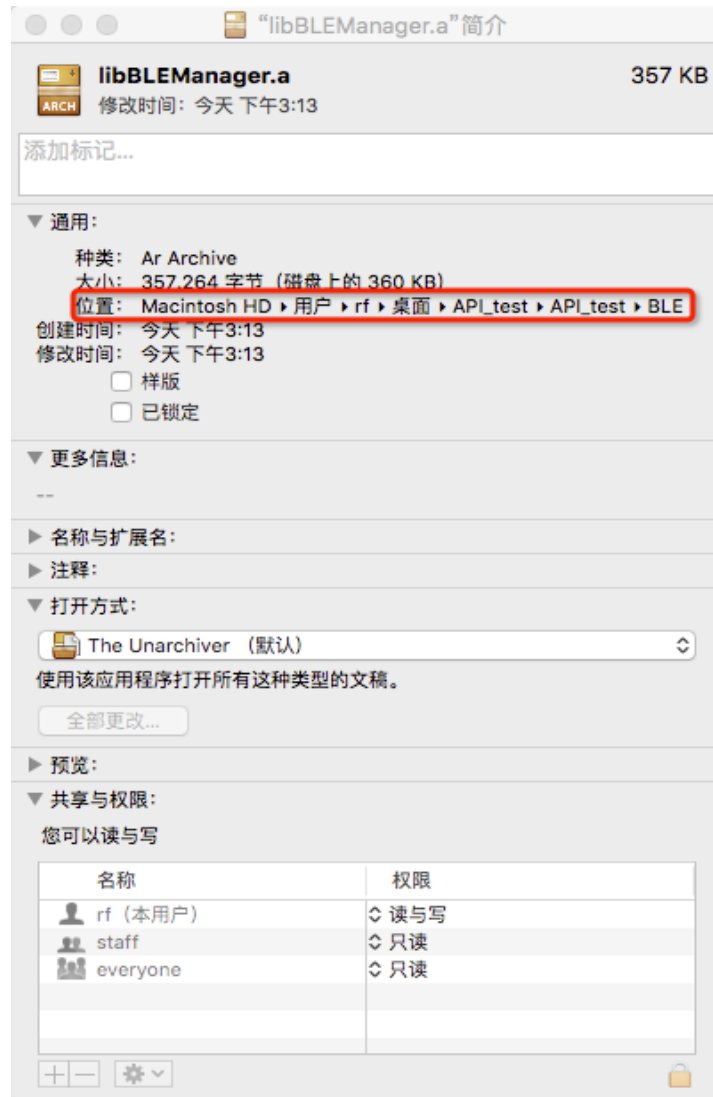 “libBLEManager.a”简介
libBLEManager.a 357 KB
ARCH 修改时间：今天 下午3:13
添加标记...
通用：
种类： Ar Archive
大小： 357,264 字节（磁盘上的 360 KB）
位置： Macintosh HD ▸ 用户 ▸ rf ▸ 桌面 ▸ API_test ▸ API_test ▸ BLE
创建时间： 今天 下午3:13
修改时间： 今天 下午3:13
样版
已锁定
更多信息：
--
名称与扩展名：
注释：
打开方式：
The Unarchiver （默认）
使用该应用程序打开所有这种类型的文稿。
全部更改...
预览：
共享与权限：
您可以读与写
名称 权限
rf（本用户） 读与写
staff 只读
everyone 只读